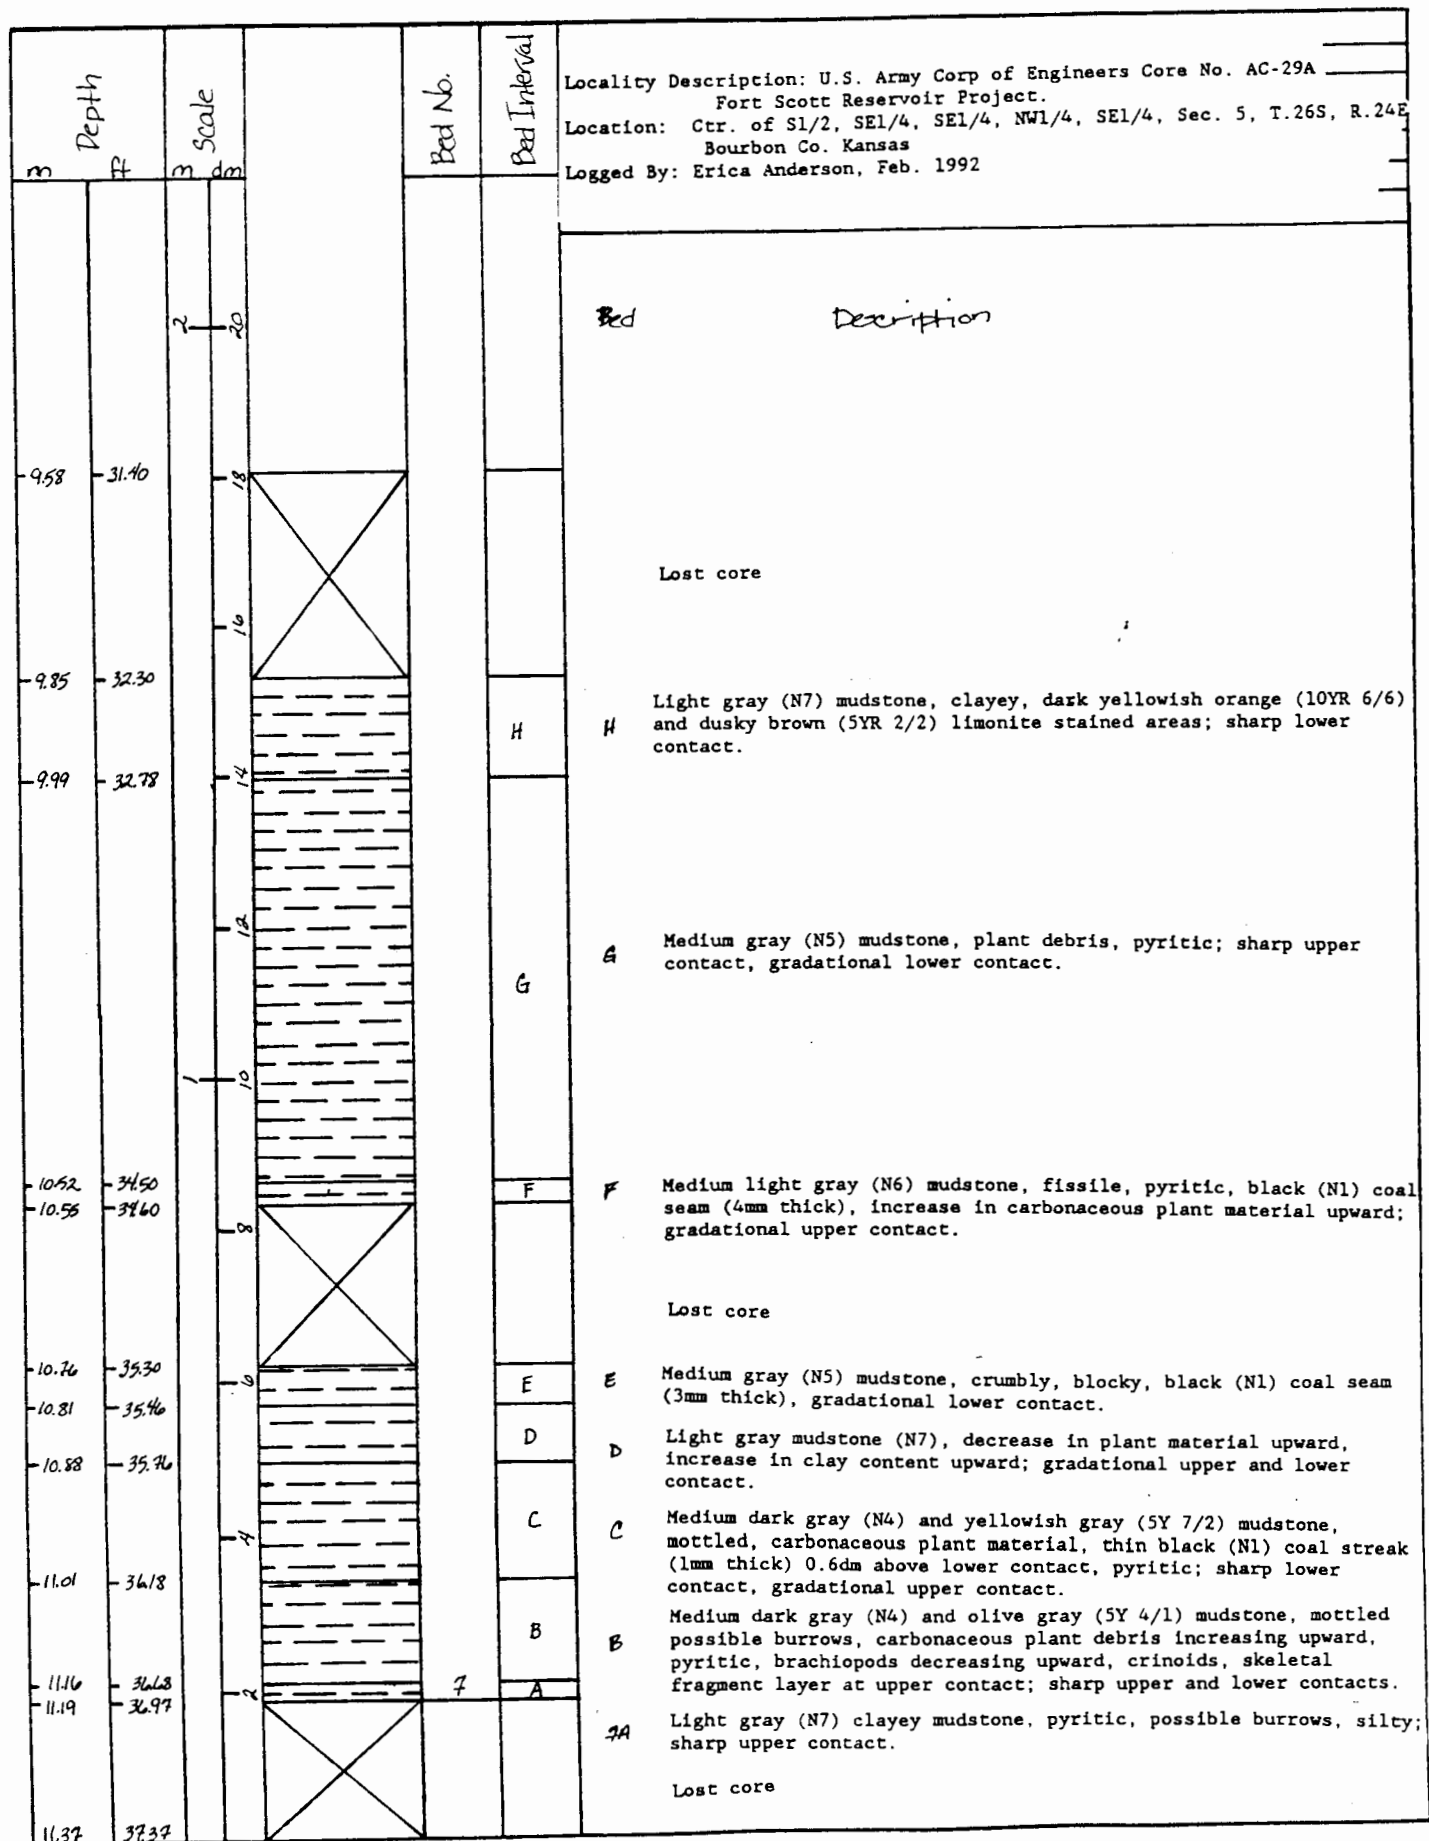 Depth
m ft
Scale
m dm
Bed No.
Bed Interval
Locality Description: U.S. Army Corp of Engineers Core No. AC-29A
Fort Scott Reservoir Project.
Location: Ctr. of S1/2, SE1/4, SE1/4, NW1/4, SE1/4, Sec. 5, T.26S, R.24E
Bourbon Co. Kansas
Logged By: Erica Anderson, Feb. 1992
2 20
Bed Description
9.58 31.40 18
Lost core
16
9.85 32.30
H H Light gray (N7) mudstone, clayey, dark yellowish orange (10YR 6/6)
and dusky brown (5YR 2/2) limonite stained areas; sharp lower
contact.
9.99 32.78 14
12
G G Medium gray (N5) mudstone, plant debris, pyritic; sharp upper
contact, gradational lower contact.
1 10
10.52 34.50
10.55 34.60
F F Medium light gray (N6) mudstone, fissile, pyritic, black (N1) coal
seam (4mm thick), increase in carbonaceous plant material upward;
gradational upper contact.
8
Lost core
10.76 35.30 6
E E Medium gray (N5) mudstone, crumbly, blocky, black (N1) coal seam
(3mm thick), gradational lower contact.
10.81 35.46
D D Light gray mudstone (N7), decrease in plant material upward,
increase in clay content upward; gradational upper and lower
contact.
10.88 35.76
C C Medium dark gray (N4) and yellowish gray (5Y 7/2) mudstone,
mottled, carbonaceous plant material, thin black (N1) coal streak
(1mm thick) 0.6dm above lower contact, pyritic; sharp lower
contact, gradational upper contact.
4
11.01 36.18
B B Medium dark gray (N4) and olive gray (5Y 4/1) mudstone, mottled
possible burrows, carbonaceous plant debris increasing upward,
pyritic, brachiopods decreasing upward, crinoids, skeletal
fragment layer at upper contact; sharp upper and lower contacts.
11.16 36.68 2 7 A
11.19 36.97
7A Light gray (N7) clayey mudstone, pyritic, possible burrows, silty;
sharp upper contact.
Lost core
11.37 37.37